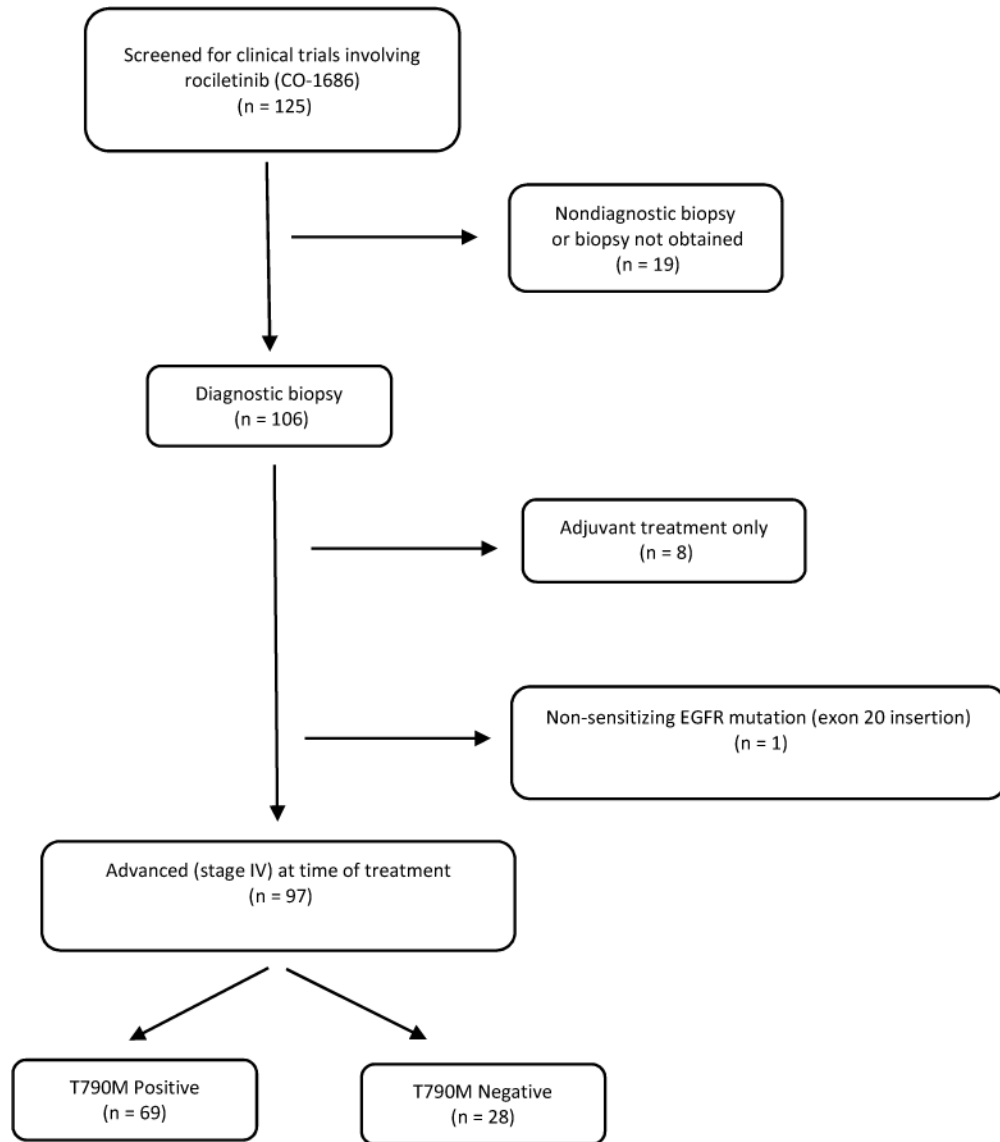 Screened for clinical trials involving
rociletinib (CO-1686)
(n = 125)
Nondiagnostic biopsy
or biopsy not obtained
(n = 19)
Diagnostic biopsy
(n = 106)
Adjuvant treatment only
(n = 8)
Non-sensitizing EGFR mutation (exon 20 insertion)
(n = 1)
Advanced (stage IV) at time of treatment
(n = 97)
T790M Positive
(n = 69)
T790M Negative
(n = 28)